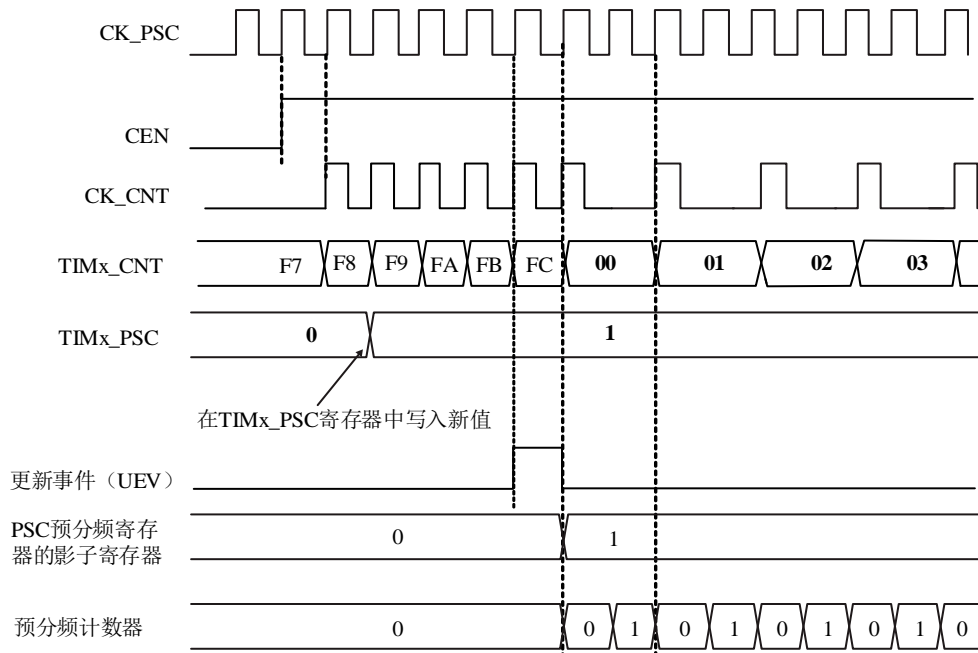 CK_PSC
CEN
CK_CNT
TIMx_CNT F7 F8 F9 FA FB FC 00 01 02 03
TIMx_PSC 0 1
在TIMx_PSC寄存器中写入新值
更新事件（UEV）
PSC预分频寄存
器的影子寄存器 0 1
预分频计数器 0 0 1 0 1 0 1 0 1 0